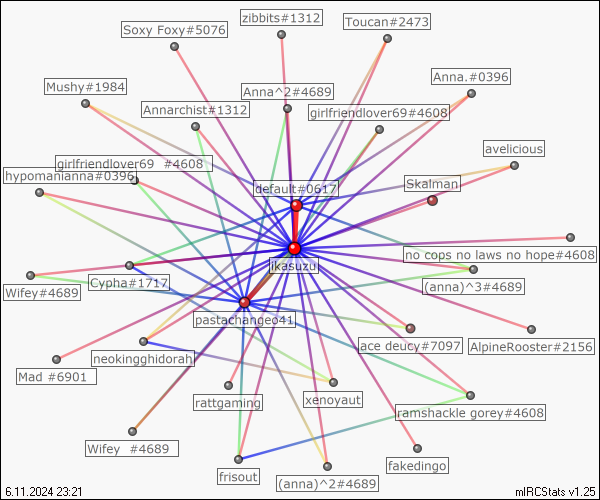 zibbits#1312
Toucan#2473
Soxy Foxy#5076
Anna.#0396
Mushy#1984
Anna^2#4689
Annarchist#1312
girlfriendlover69#4608
avelicious
girlfriendlover69 #4608
hypomanianna#0396
Skalman
default#0617
no cops no laws no hope#4608
ikasuzu
Cypha#1717
(anna)^3#4689
Wifey#4689
pastachangeo41
ace deucy#7097
AlpineRooster#2156
neokingghidorah
Mad #6901
rattgaming
xenoyaut
ramshackle gorey#4608
Wifey #4689
fakedingo
frisout
(anna)^2#4689
6.11.2024 23:21
mIRCStats v1.25